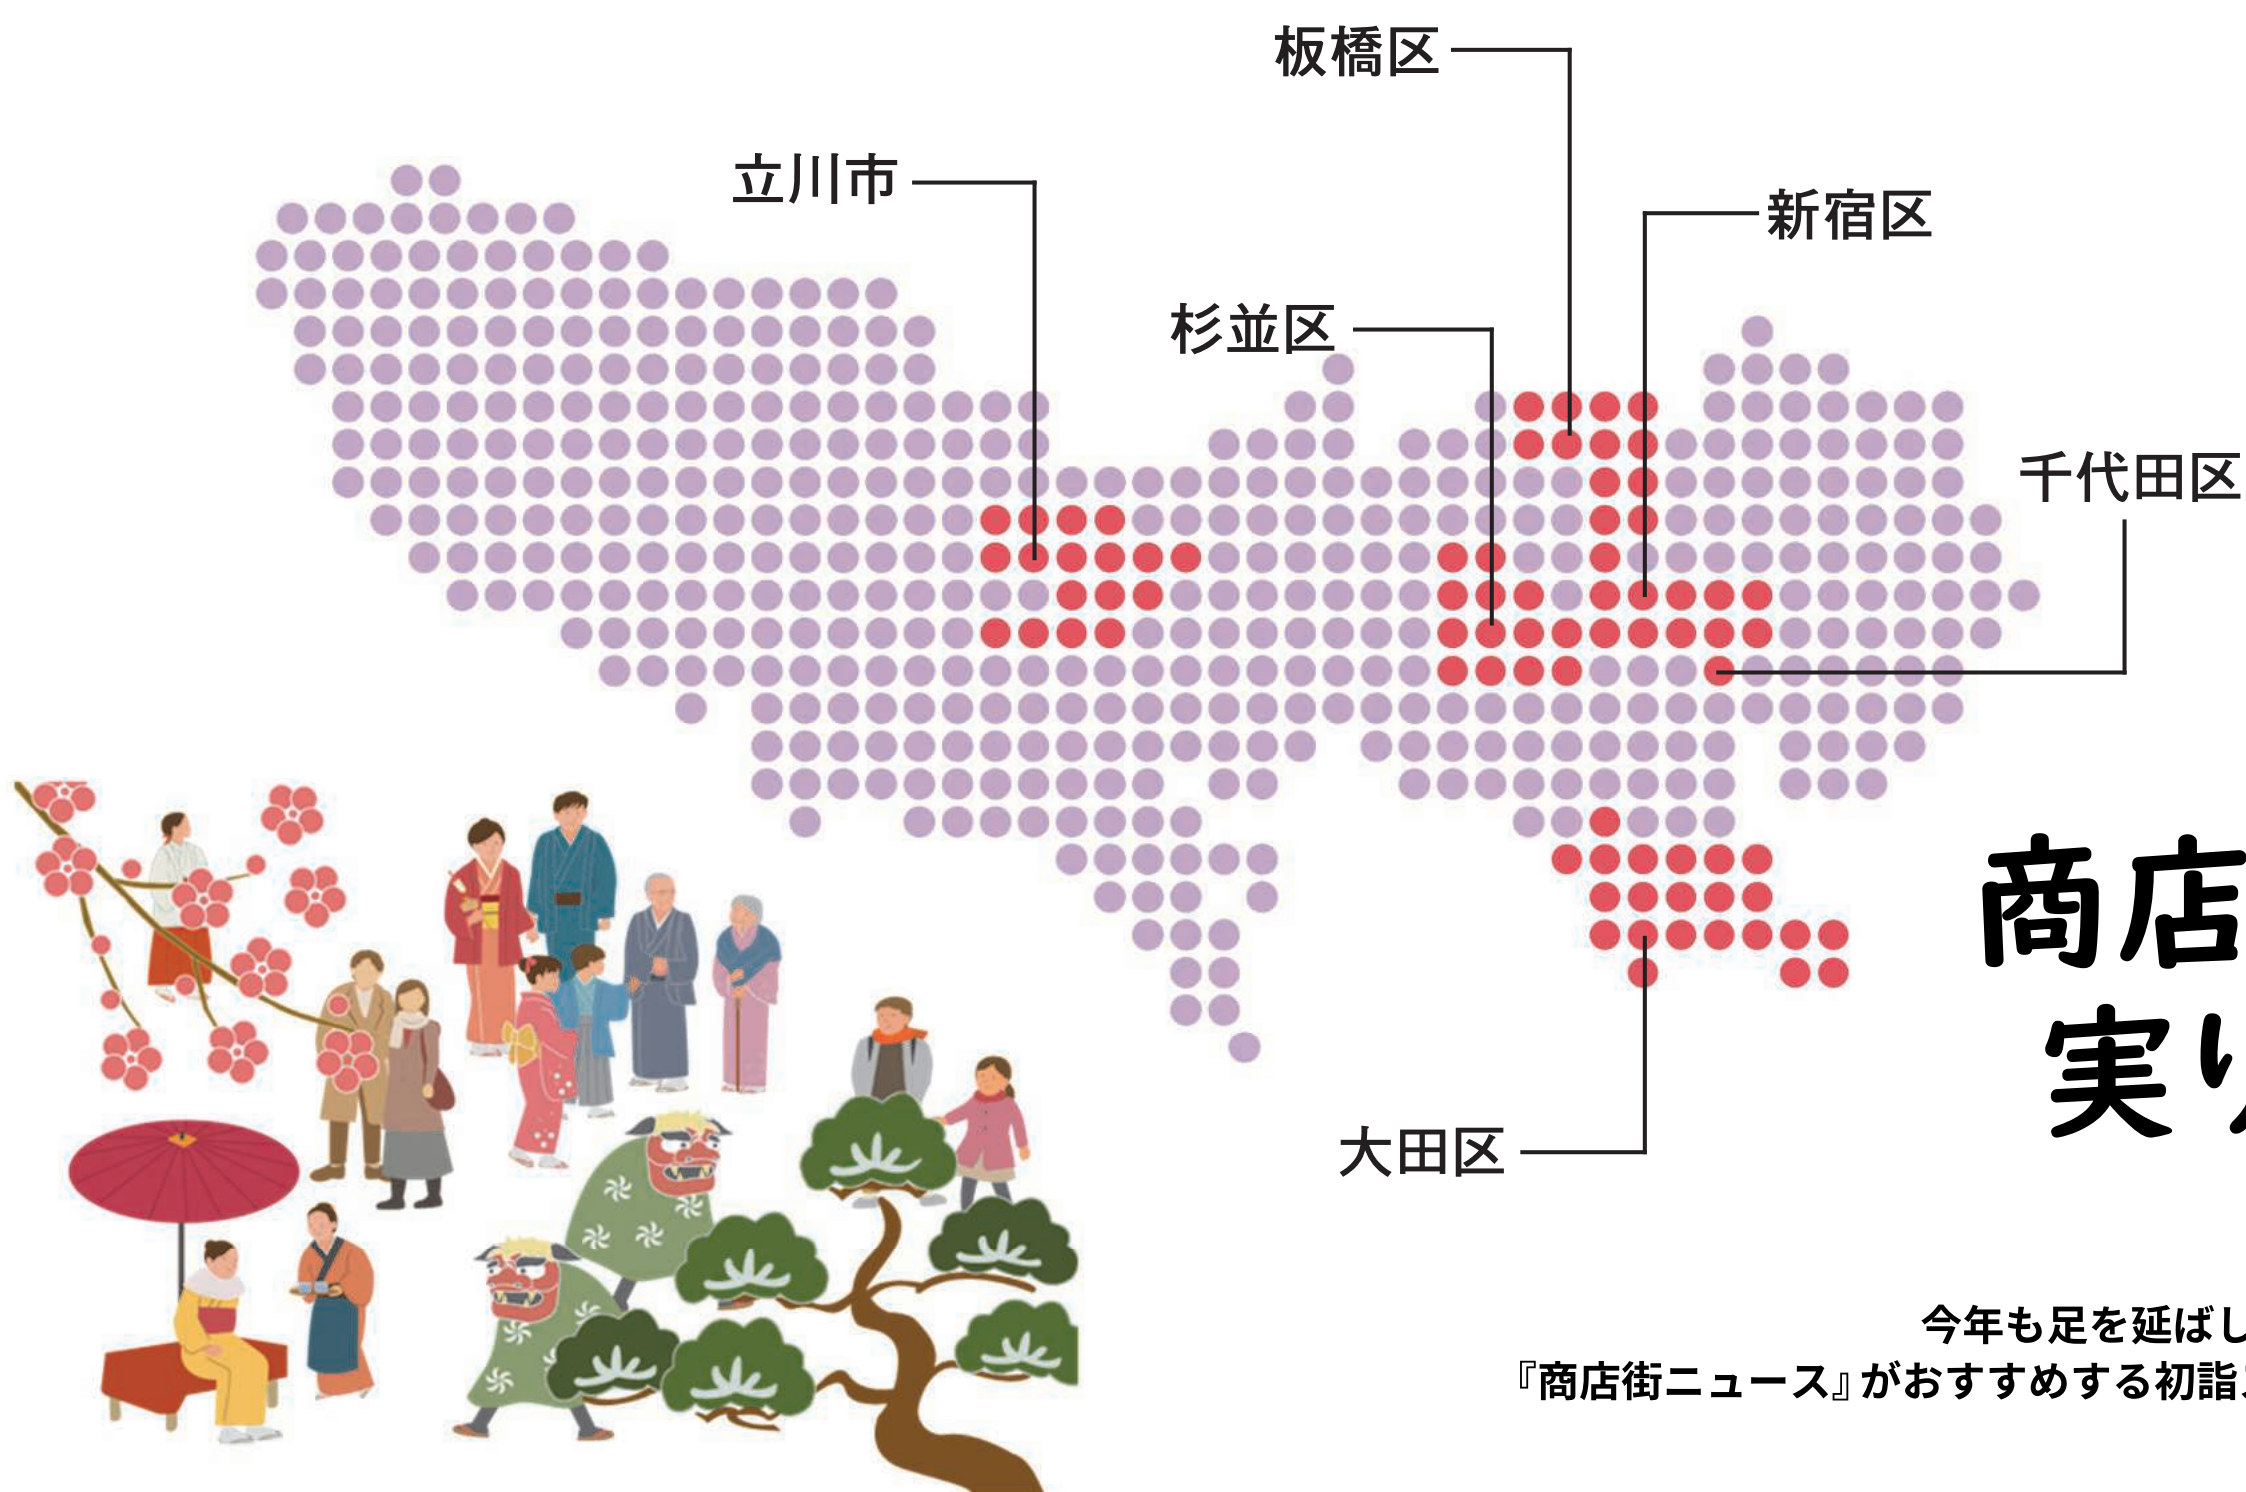 板橋区
立川市
新宿区
杉並区
千代田区
商店
実り
大田区
今年も足を延ばし
『商店街ニュース』がおすすめする初詣